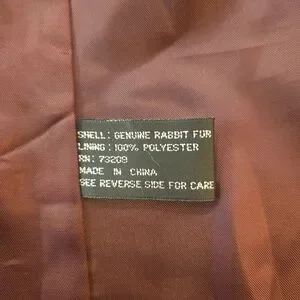 SHELL: GENUINE RABBIT FUR
LINING: 100% POLYESTER
RN: 73209
MADE IN CHINA
SEE REVERSE SIDE FOR CARE